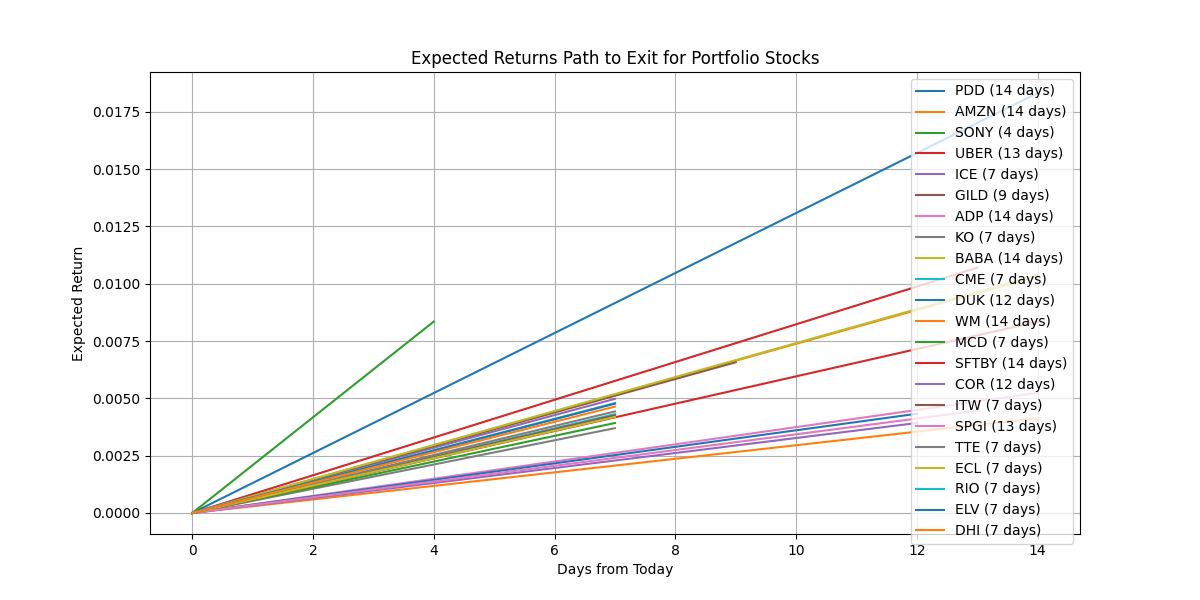 Expected Returns Path to Exit for Portfolio Stocks
Expected Return
0.0175
0.0150
0.0125
0.0100
0.0075
0.0050
0.0025
0.0000
PDD (14 days)
AMZN (14 days)
SONY (4 days)
UBER (13 days)
ICE (7 days)
GILD (9 days)
ADP (14 days)
KO (7 days)
BABA (14 days)
CME (7 days)
DUK (12 days)
WM (14 days)
MCD (7 days)
SFTBY (14 days)
COR (12 days)
ITW (7 days)
SPGI (13 days)
TTE (7 days)
ECL (7 days)
RIO (7 days)
ELV (7 days)
DHI (7 days)
0 2 4 6 8 10 12 14
Days from Today